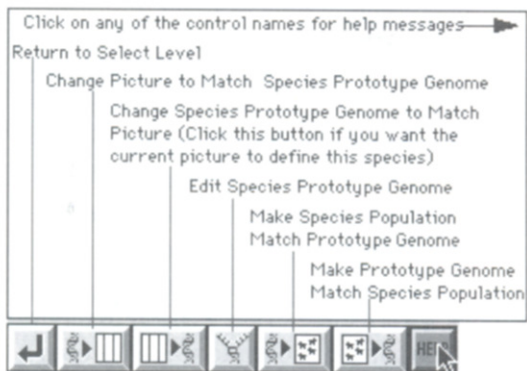 Click on any of the control names for help messages
Return to Select Level
Change Picture to Match Species Prototype Genome
Change Species Prototype Genome to Match
Picture (Click this button if you want the
current picture to define this species)
Edit Species Prototype Genome
Make Species Population
Match Prototype Genome
Make Prototype Genome
Match Species Population
HELP